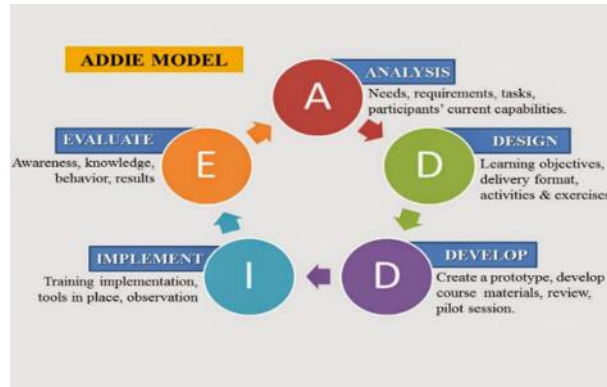 ADDIE MODEL
A
ANALYSIS
Needs, requirements, tasks,
participants' current capabilities.
D
DESIGN
Learning objectives,
delivery format,
activities & exercises
D
DEVELOP
Create a prototype, develop
course materials, review,
pilot session.
I
IMPLEMENT
Training implementation,
tools in place, observation
E
EVALUATE
Awareness, knowledge,
behavior, results